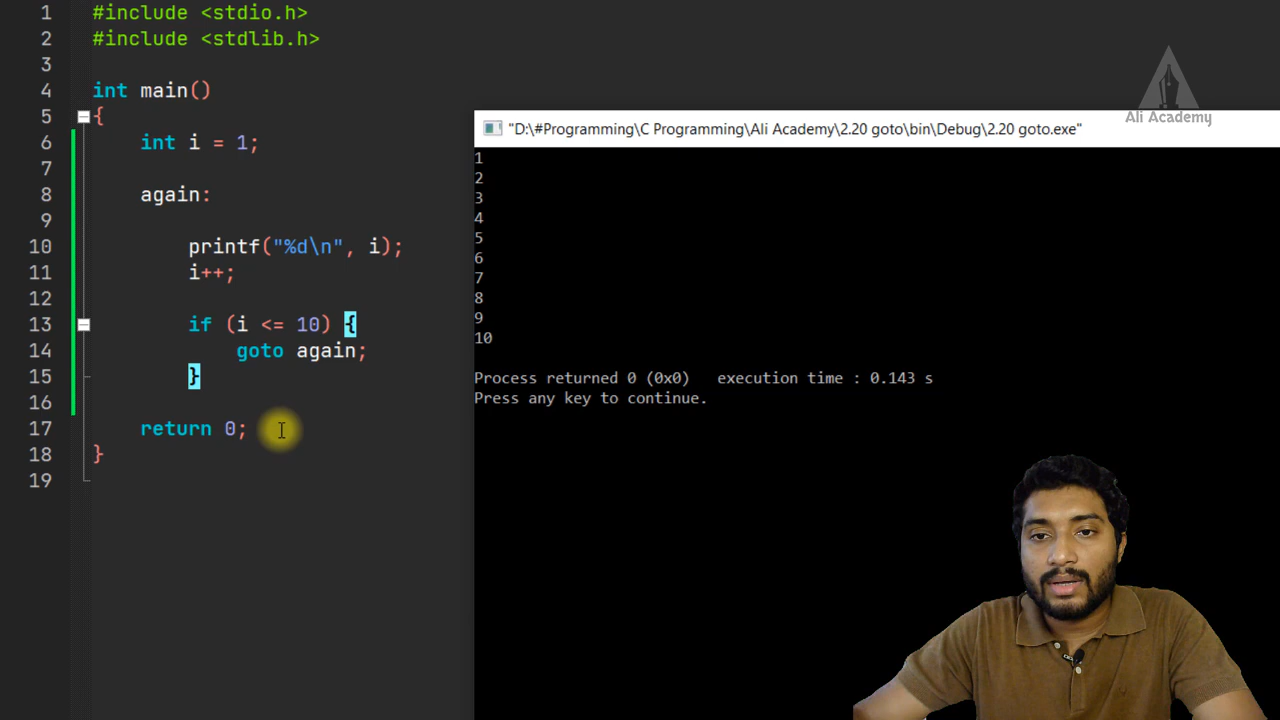 1 #include <stdio.h>
2 #include <stdlib.h>
3
4 int main()
5 {
6 int i = 1;
7
8 again:
9
10 printf("%d\n", i);
11 i++;
12
13 if (i <= 10) {
14 goto again;
15 }
16
17 return 0;
18 }
19
Ali Academy
"D:\#Programming\C Programming\Ali Academy\2.20 goto\bin\Debug\2.20 goto.exe"
1
2
3
4
5
6
7
8
9
10
Process returned 0 (0x0) execution time : 0.143 s
Press any key to continue.